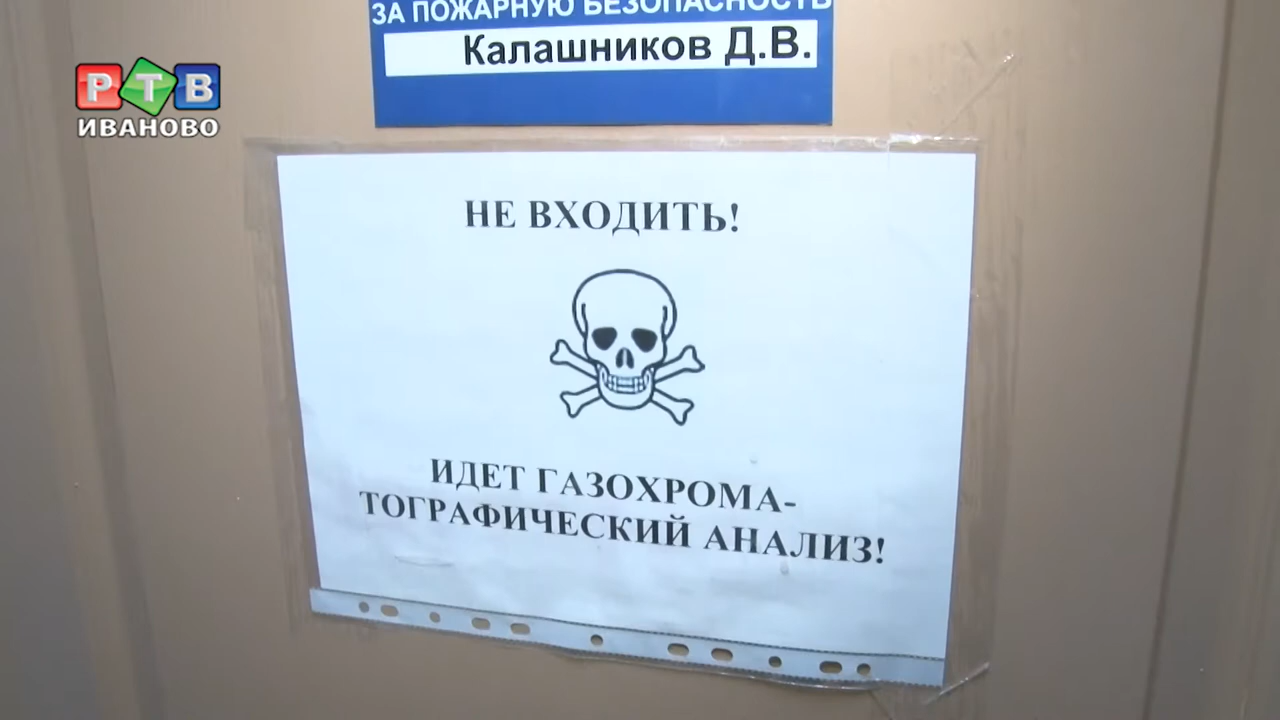 ЗА ПОЖАРНУЮ БЕЗОПАСНОСТЬ
Калашников Д.В.
РТВ
ИВАНОВО
НЕ ВХОДИТЬ!
ИДЕТ ГАЗОХРОМА-
ТОГРАФИЧЕСКИЙ АНАЛИЗ!